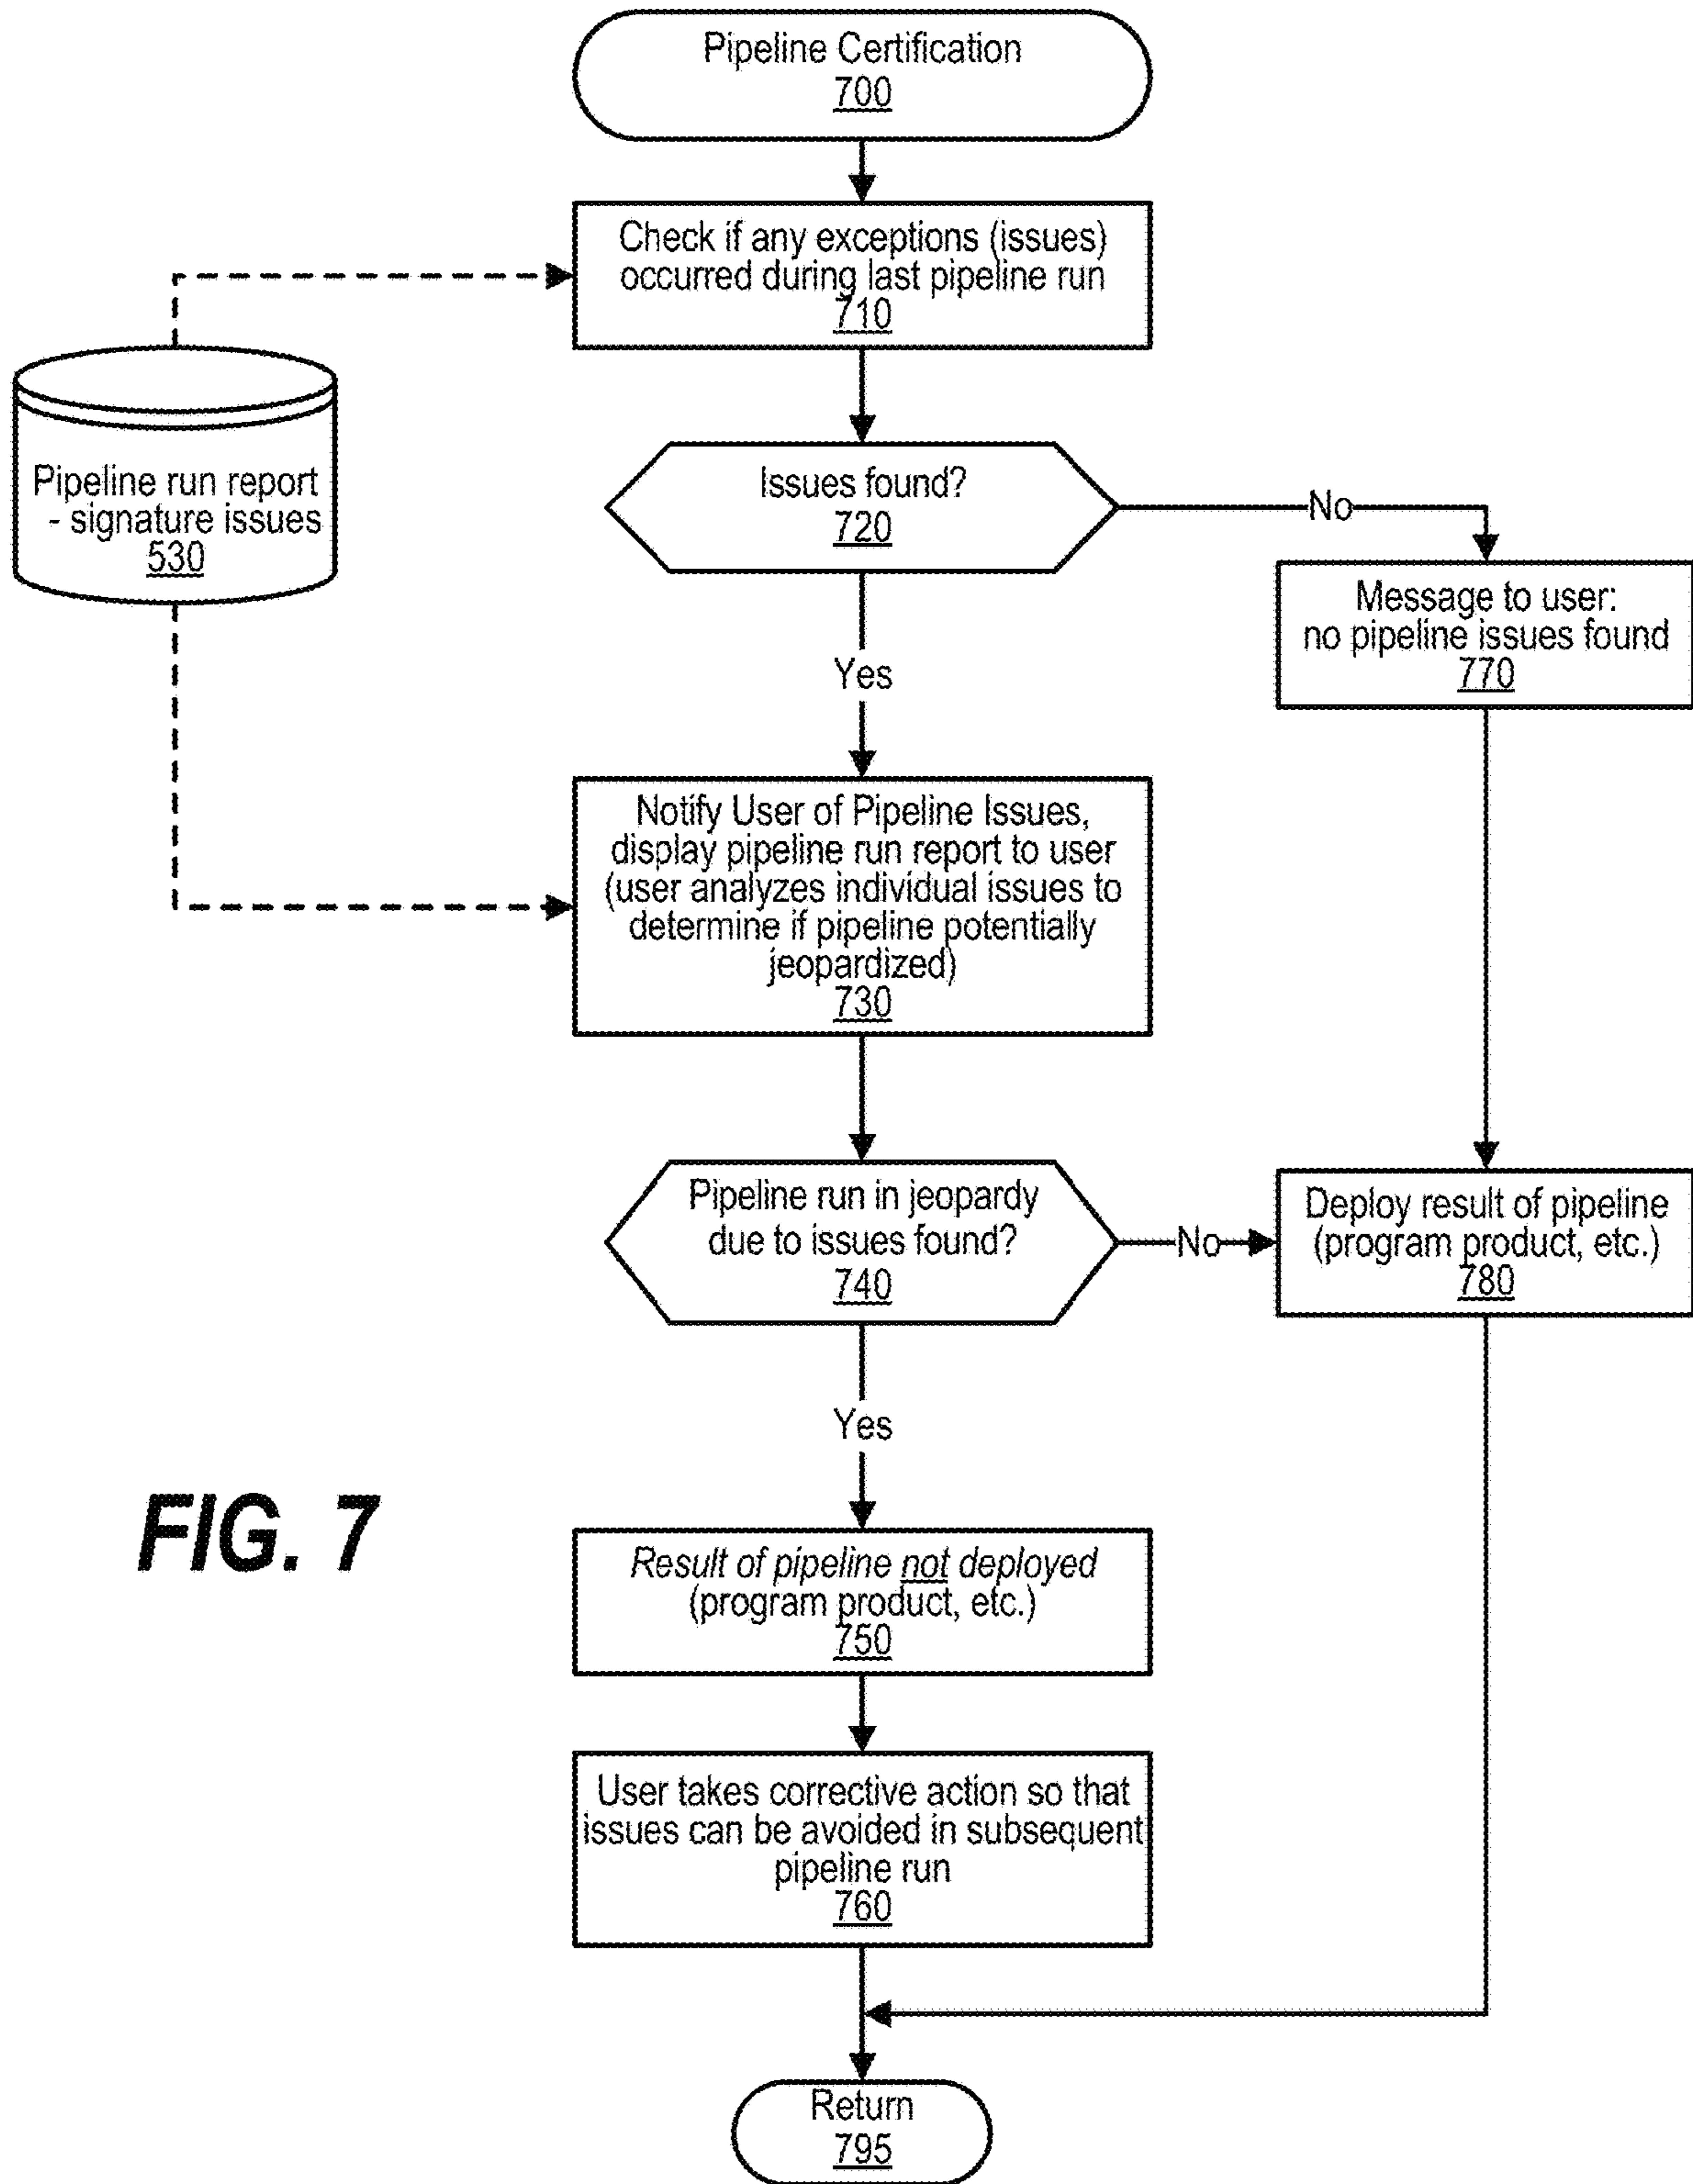 Pipeline Certification
700
Check if any exceptions (issues)
occurred during last pipeline run
710
Pipeline run report
- signature issues
530
Issues found?
720
No
Message to user:
no pipeline issues found
770
Yes
Notify User of Pipeline Issues,
display pipeline run report to user
(user analyzes individual issues to
determine if pipeline potentially
jeopardized)
730
Pipeline run in jeopardy
due to issues found?
740
No
Deploy result of pipeline
(program product, etc.)
780
Yes
FIG. 7
Result of pipeline not deployed
(program product, etc.)
750
User takes corrective action so that
issues can be avoided in subsequent
pipeline run
760
Return
795